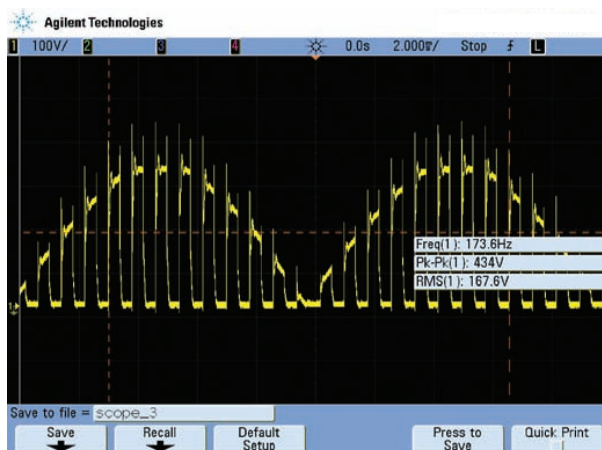 Agilent Technologies
1 100V/ 2 3 4 0.0s 2.000m/ Stop L
Freq(1): 173.6Hz
Pk-Pk(1): 434V
RMS(1): 167.6V
1
Save to file = scope_3
Save Recall Default Setup Press to Save Quick Print